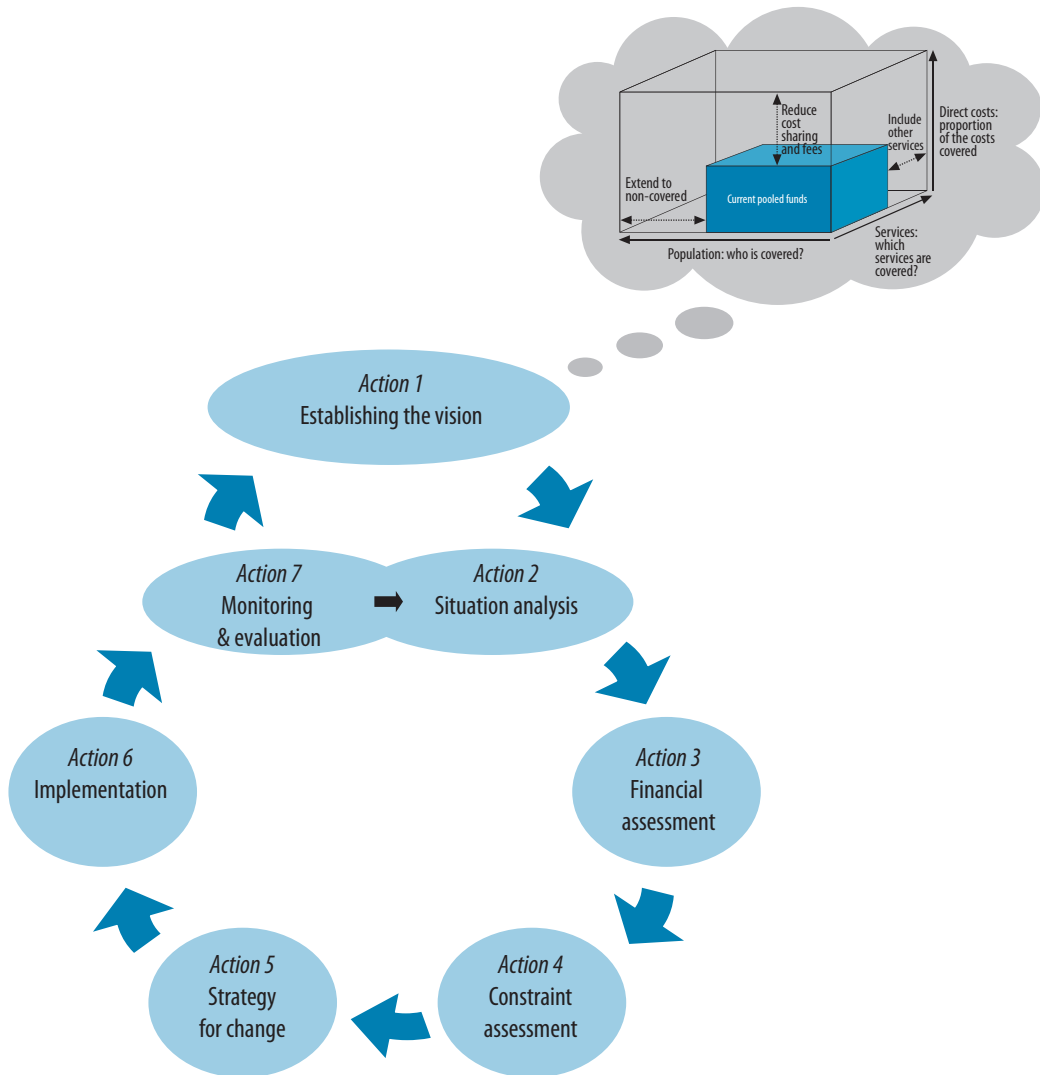 Reduce
cost
sharing
and fees
Include
other
services
Direct costs:
proportion
of the costs
covered
Extend to
non-covered
Current pooled funds
Population: who is covered?
Services:
which
services are
covered?
Action 1
Establishing the vision
Action 7
Monitoring
& evaluation
Action 2
Situation analysis
Action 6
Implementation
Action 3
Financial
assessment
Action 5
Strategy
for change
Action 4
Constraint
assessment